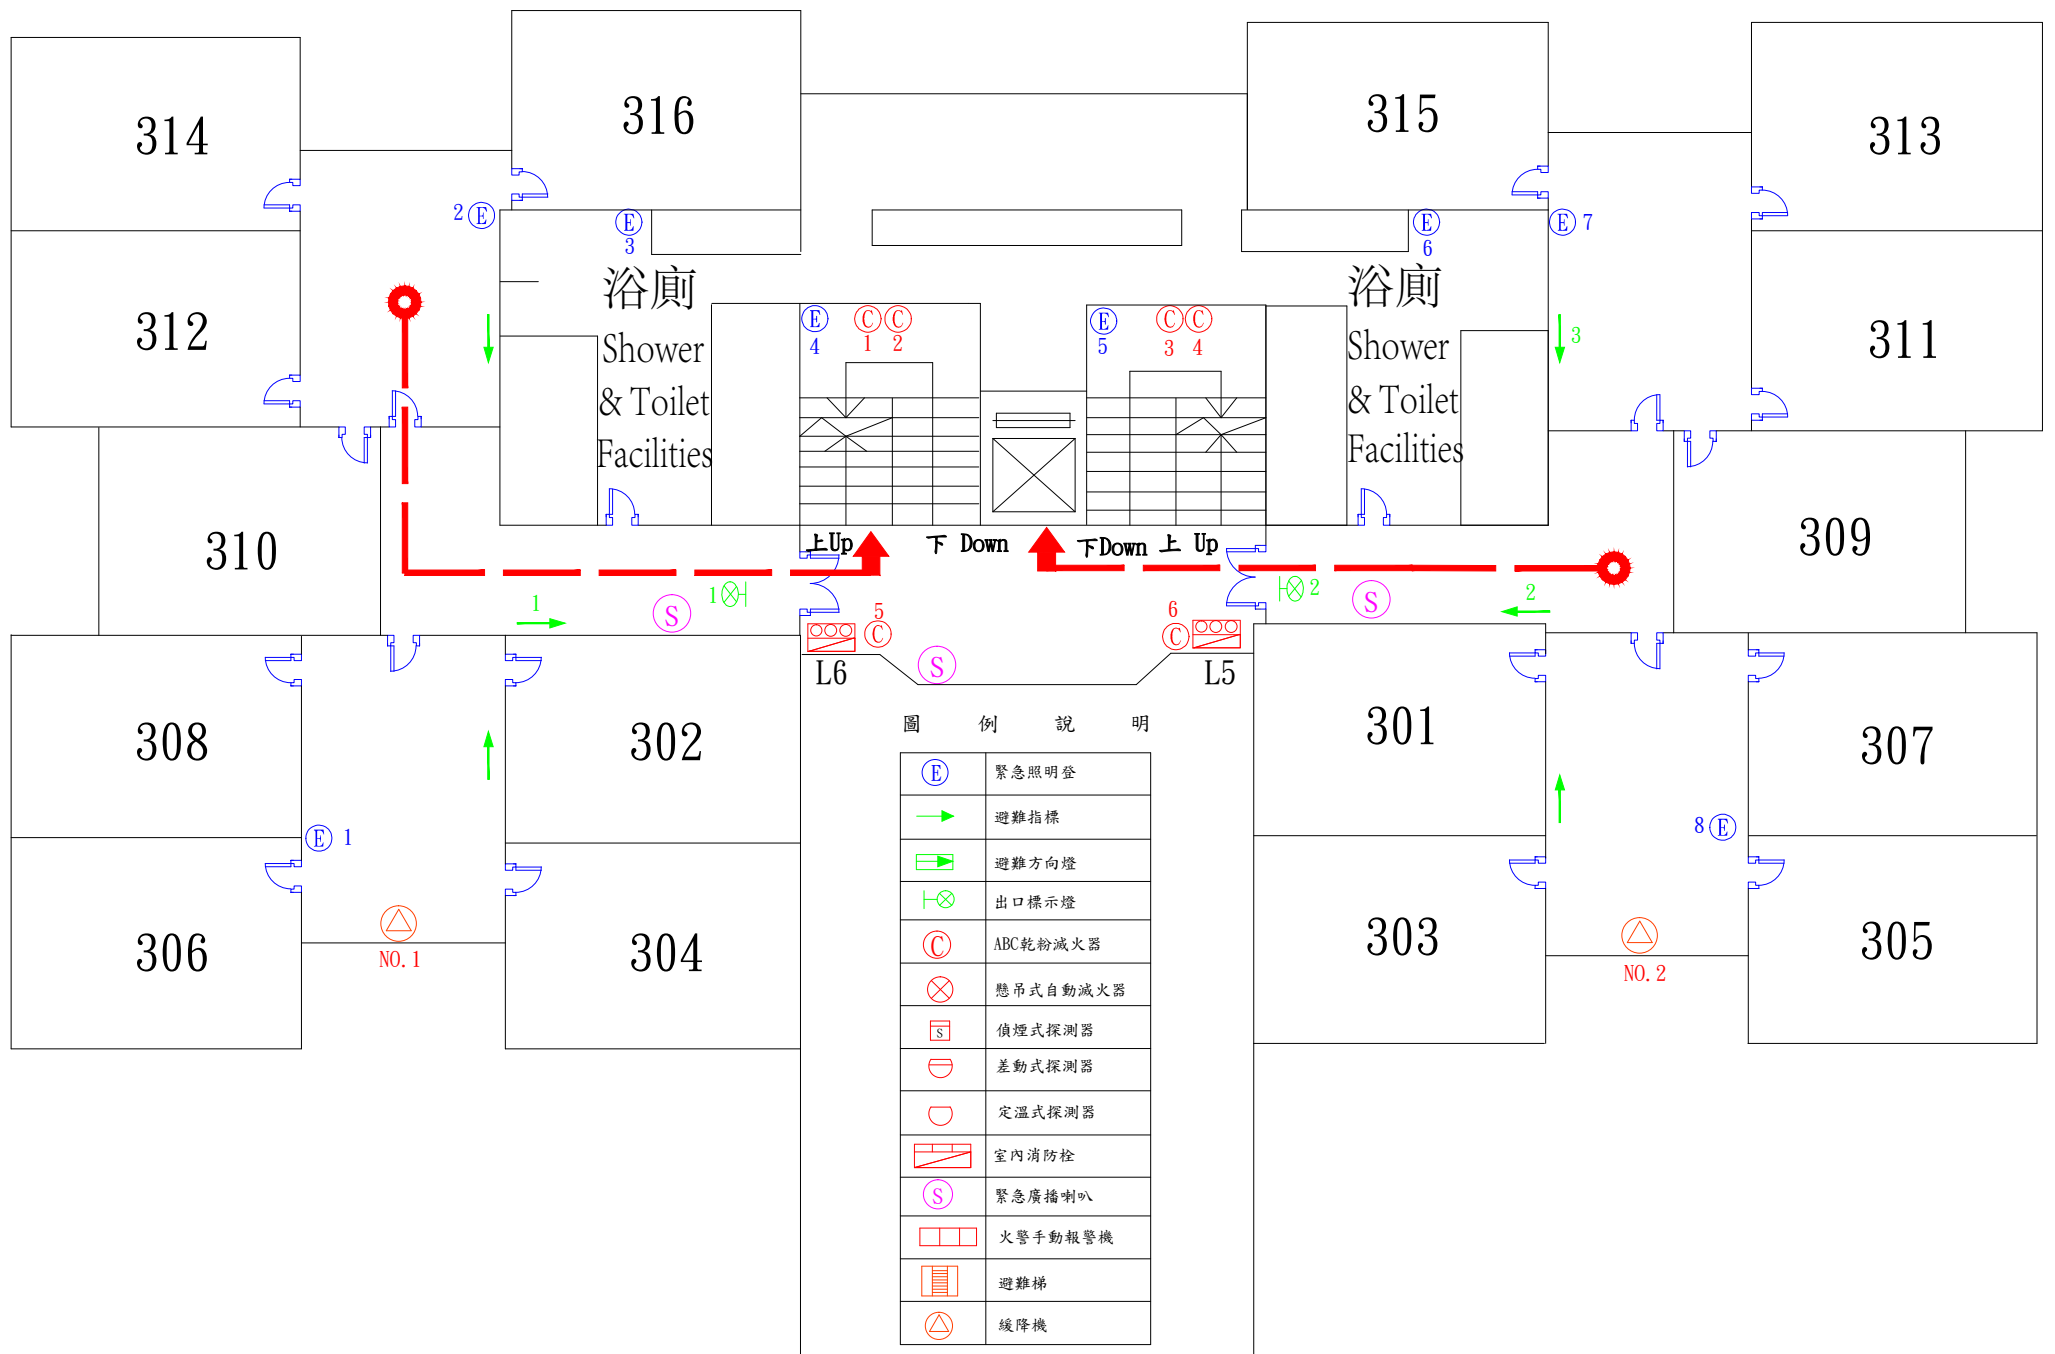 316
315
314
313
2 E
E
3
E
6
E 7
浴廁
浴廁
312
311
E
4
C C
1 2
E
5
C C
3 4
3
Shower
& Toilet
Facilities
Shower
& Toilet
Facilities
310
309
上Up
下 Down
下Down
上 Up
1
S
1
2
S
2
5
C
6
C
L6
L5
S
308
302
301
307
E 1
8 E
306
304
303
305
NO. 1
NO. 2
圖 例 說 明
E 緊急照明登
避難指標
避難方向燈
出口標示燈
C ABC乾粉滅火器
懸吊式自動滅火器
S 偵煙式探測器
差動式探測器
定溫式探測器
室內消防栓
S 緊急廣播喇叭
火警手動報警機
避難梯
緩降機